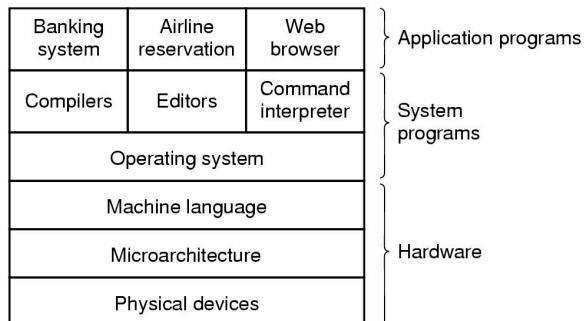 Banking system
Airline reservation
Web browser
Application programs
Compilers
Editors
Command interpreter
System programs
Operating system
Machine language
Microarchitecture
Hardware
Physical devices